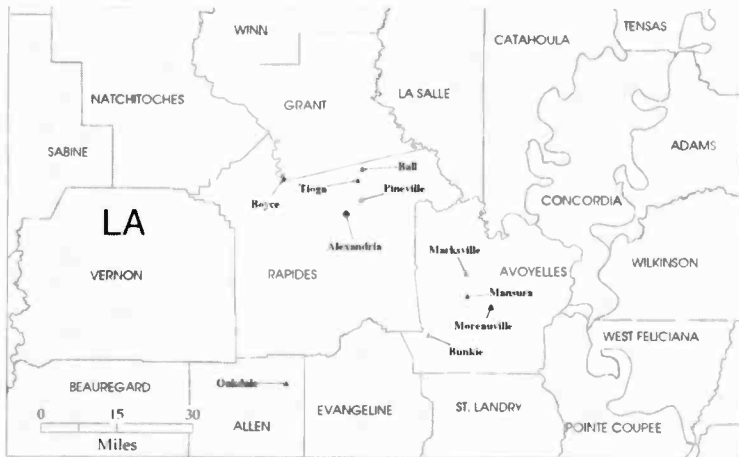 WINN
CATAHOULA
TENSAS
NATCHITOCHES
GRANT
LA SALLE
SABINE
ADAMS
Ball
Tioga
Pineville
Boyce
CONCORDIA
LA
Alexandria
Marksville
VERNON
RAPIDES
AVOYELLES
WILKINSON
Mansura
Moreauville
WEST FELICIANA
Bunkie
BEAUREGARD
Oakdale
0 15 30
Miles
ALLEN
EVANGELINE
ST. LANDRY
POINTE COUPEE